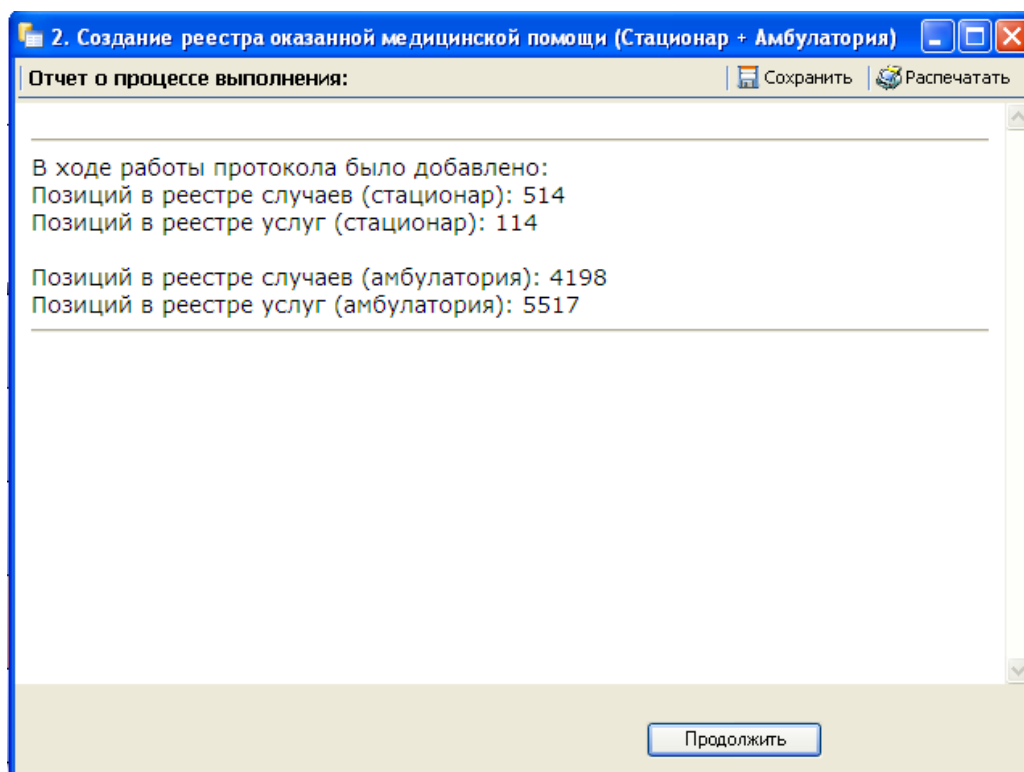 2. Создание реестра оказанной медицинской помощи (Стационар + Амбулатория)
Отчет о процессе выполнения: Сохранить Распечатать
В ходе работы протокола было добавлено:
Позиций в реестре случаев (стационар): 514
Позиций в реестре услуг (стационар): 114
Позиций в реестре случаев (амбулатория): 4198
Позиций в реестре услуг (амбулатория): 5517
Продолжить